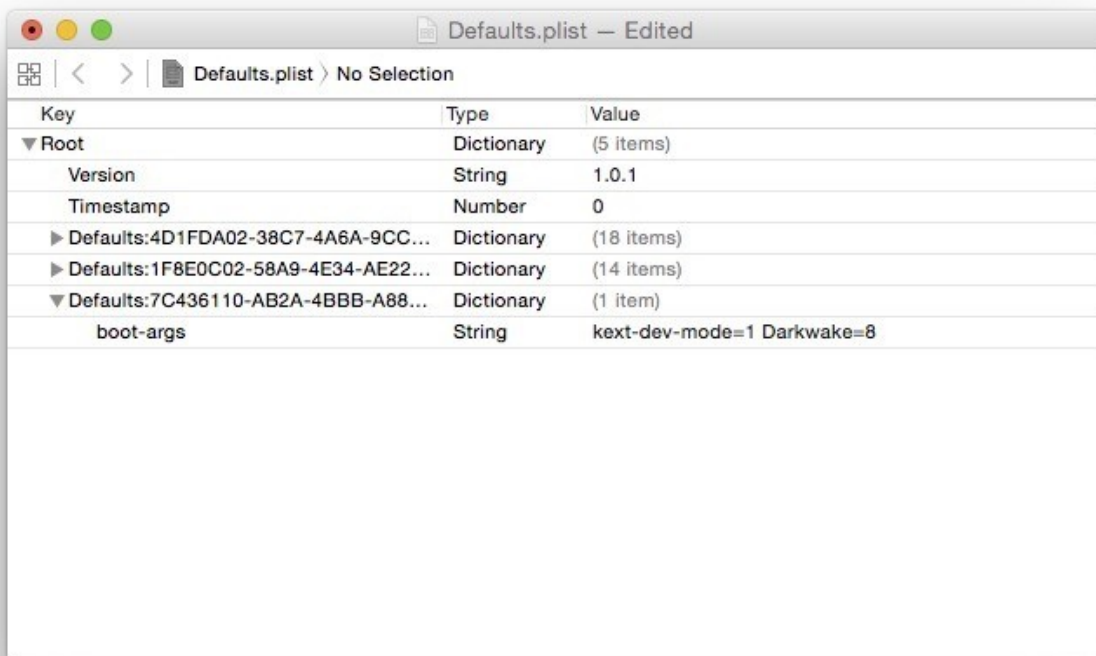 Defaults.plist — Edited
Defaults.plist 〉 No Selection
Key Type Value
Root Dictionary (5 items)
Version String 1.0.1
Timestamp Number 0
Defaults:4D1FDA02-38C7-4A6A-9CC... Dictionary (18 items)
Defaults:1F8E0C02-58A9-4E34-AE22... Dictionary (14 items)
Defaults:7C436110-AB2A-4BBB-A88... Dictionary (1 item)
boot-args String kext-dev-mode=1 Darkwake=8